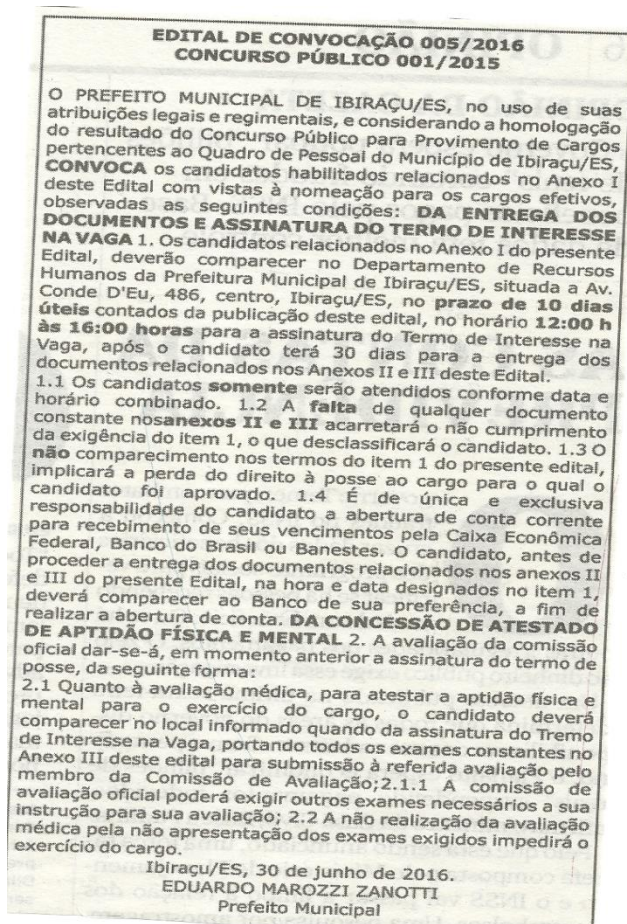 EDITAL DE CONVOCAÇÃO 005/2016
CONCURSO PÚBLICO 001/2015
O PREFEITO MUNICIPAL DE IBIRAÇU/ES, no uso de suas
atribuições legais e regimentais, e considerando a homologação
do resultado do Concurso Público para Provimento de Cargos
pertencentes ao Quadro de Pessoal do Município de Ibiraçu/ES,
CONVOCA os candidatos habilitados relacionados no Anexo I
deste Edital com vistas à nomeação para os cargos efetivos,
observadas as seguintes condições: DA ENTREGA DOS
DOCUMENTOS E ASSINATURA DO TERMO DE INTERESSE
NA VAGA 1. Os candidatos relacionados no Anexo I do presente
Edital, deverão comparecer no Departamento de Recursos
Humanos da Prefeitura Municipal de Ibiraçu/ES, situada a Av.
Conde D'Eu, 486, centro, Ibiraçu/ES, no prazo de 10 dias
úteis contados da publicação deste edital, no horário 12:00 h
às 16:00 horas para a assinatura do Termo de Interesse na
Vaga, após o candidato terá 30 dias para a entrega dos
documentos relacionados nos Anexos II e III deste Edital.
1.1 Os candidatos somente serão atendidos conforme data e
horário combinado. 1.2 A falta de qualquer documento
constante nosanexos II e III acarretará o não cumprimento
da exigência do item 1, o que desclassificará o candidato. 1.3 O
não comparecimento nos termos do item 1 do presente edital,
implicará a perda do direito à posse ao cargo para o qual o
candidato foi aprovado. 1.4 É de única e exclusiva
responsabilidade do candidato a abertura de conta corrente
para recebimento de seus vencimentos pela Caixa Econômica
Federal, Banco do Brasil ou Banestes. O candidato, antes de
proceder a entrega dos documentos relacionados nos anexos II
e III do presente Edital, na hora e data designados no item 1,
deverá comparecer ao Banco de sua preferência, a fim de
realizar a abertura de conta. DA CONCESSÃO DE ATESTADO
DE APTIDÃO FÍSICA E MENTAL 2. A avaliação da comissão
oficial dar-se-á, em momento anterior a assinatura do termo de
posse, da seguinte forma:
2.1 Quanto à avaliação médica, para atestar a aptidão física e
mental para o exercício do cargo, o candidato deverá
comparecer no local informado quando da assinatura do Tremo
de Interesse na Vaga, portando todos os exames constantes no
Anexo III deste edital para submissão à referida avaliação pelo
membro da Comissão de Avaliação;2.1.1 A comissão de
avaliação oficial poderá exigir outros exames necessários a sua
instrução para sua avaliação; 2.2 A não realização da avaliação
médica pela não apresentação dos exames exigidos impedirá o
exercício do cargo.
Ibiraçu/ES, 30 de junho de 2016.
EDUARDO MAROZZI ZANOTTI
Prefeito Municipal